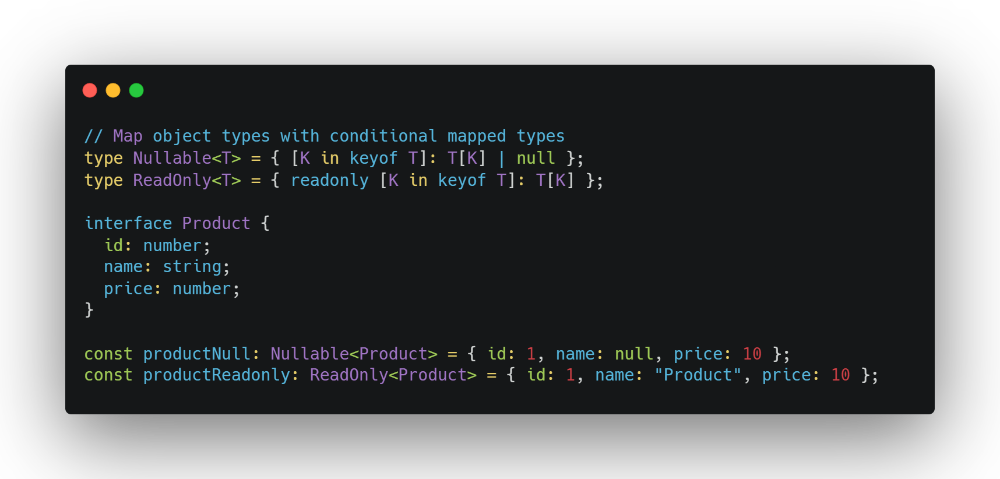 // Map object types with conditional mapped types
type Nullable<T> = { [K in keyof T]: T[K] | null };
type ReadOnly<T> = { readonly [K in keyof T]: T[K] };

interface Product {
  id: number;
  name: string;
  price: number;
}

const productNull: Nullable<Product> = { id: 1, name: null, price: 10 };
const productReadonly: ReadOnly<Product> = { id: 1, name: "Product", price: 10 };